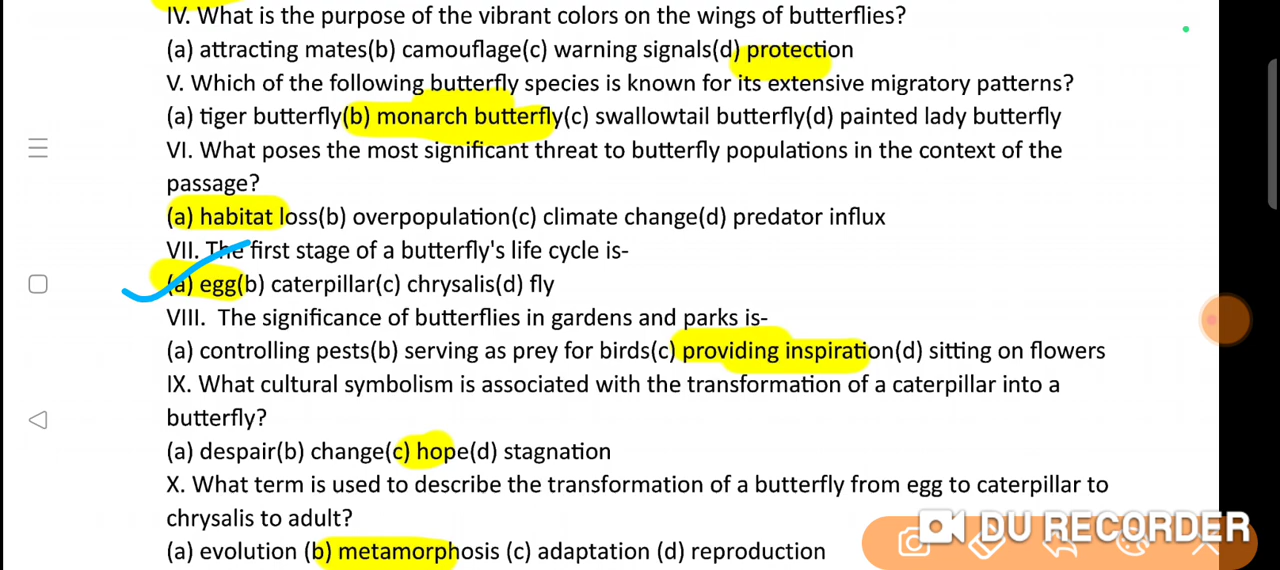 IV. What is the purpose of the vibrant colors on the wings of butterflies?
(a) attracting mates(b) camouflage(c) warning signals(d) protection
V. Which of the following butterfly species is known for its extensive migratory patterns?
(a) tiger butterfly(b) monarch butterfly(c) swallowtail butterfly(d) painted lady butterfly
VI. What poses the most significant threat to butterfly populations in the context of the
passage?
(a) habitat loss(b) overpopulation(c) climate change(d) predator influx
VII. The first stage of a butterfly's life cycle is-
(a) egg(b) caterpillar(c) chrysalis(d) fly
VIII.  The significance of butterflies in gardens and parks is-
(a) controlling pests(b) serving as prey for birds(c) providing inspiration(d) sitting on flowers
IX. What cultural symbolism is associated with the transformation of a caterpillar into a
butterfly?
(a) despair(b) change(c) hope(d) stagnation
X. What term is used to describe the transformation of a butterfly from egg to caterpillar to
chrysalis to adult?
(a) evolution (b) metamorphosis (c) adaptation (d) reproduction
DU RECORDER